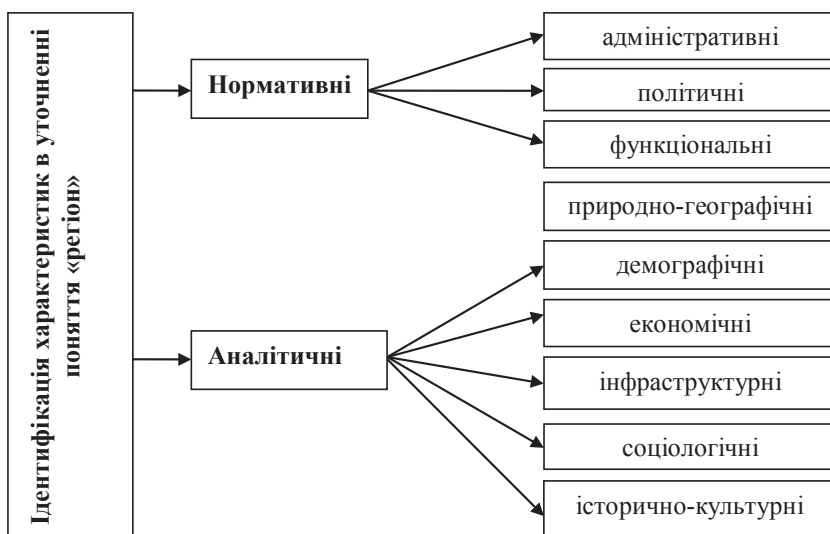 Ідентифікація характеристик в уточненні
поняття «регіон»
Нормативні
адміністративні
політичні
функціональні
природно-географічні
Аналітичні
демографічні
економічні
інфраструктурні
соціологічні
історично-культурні